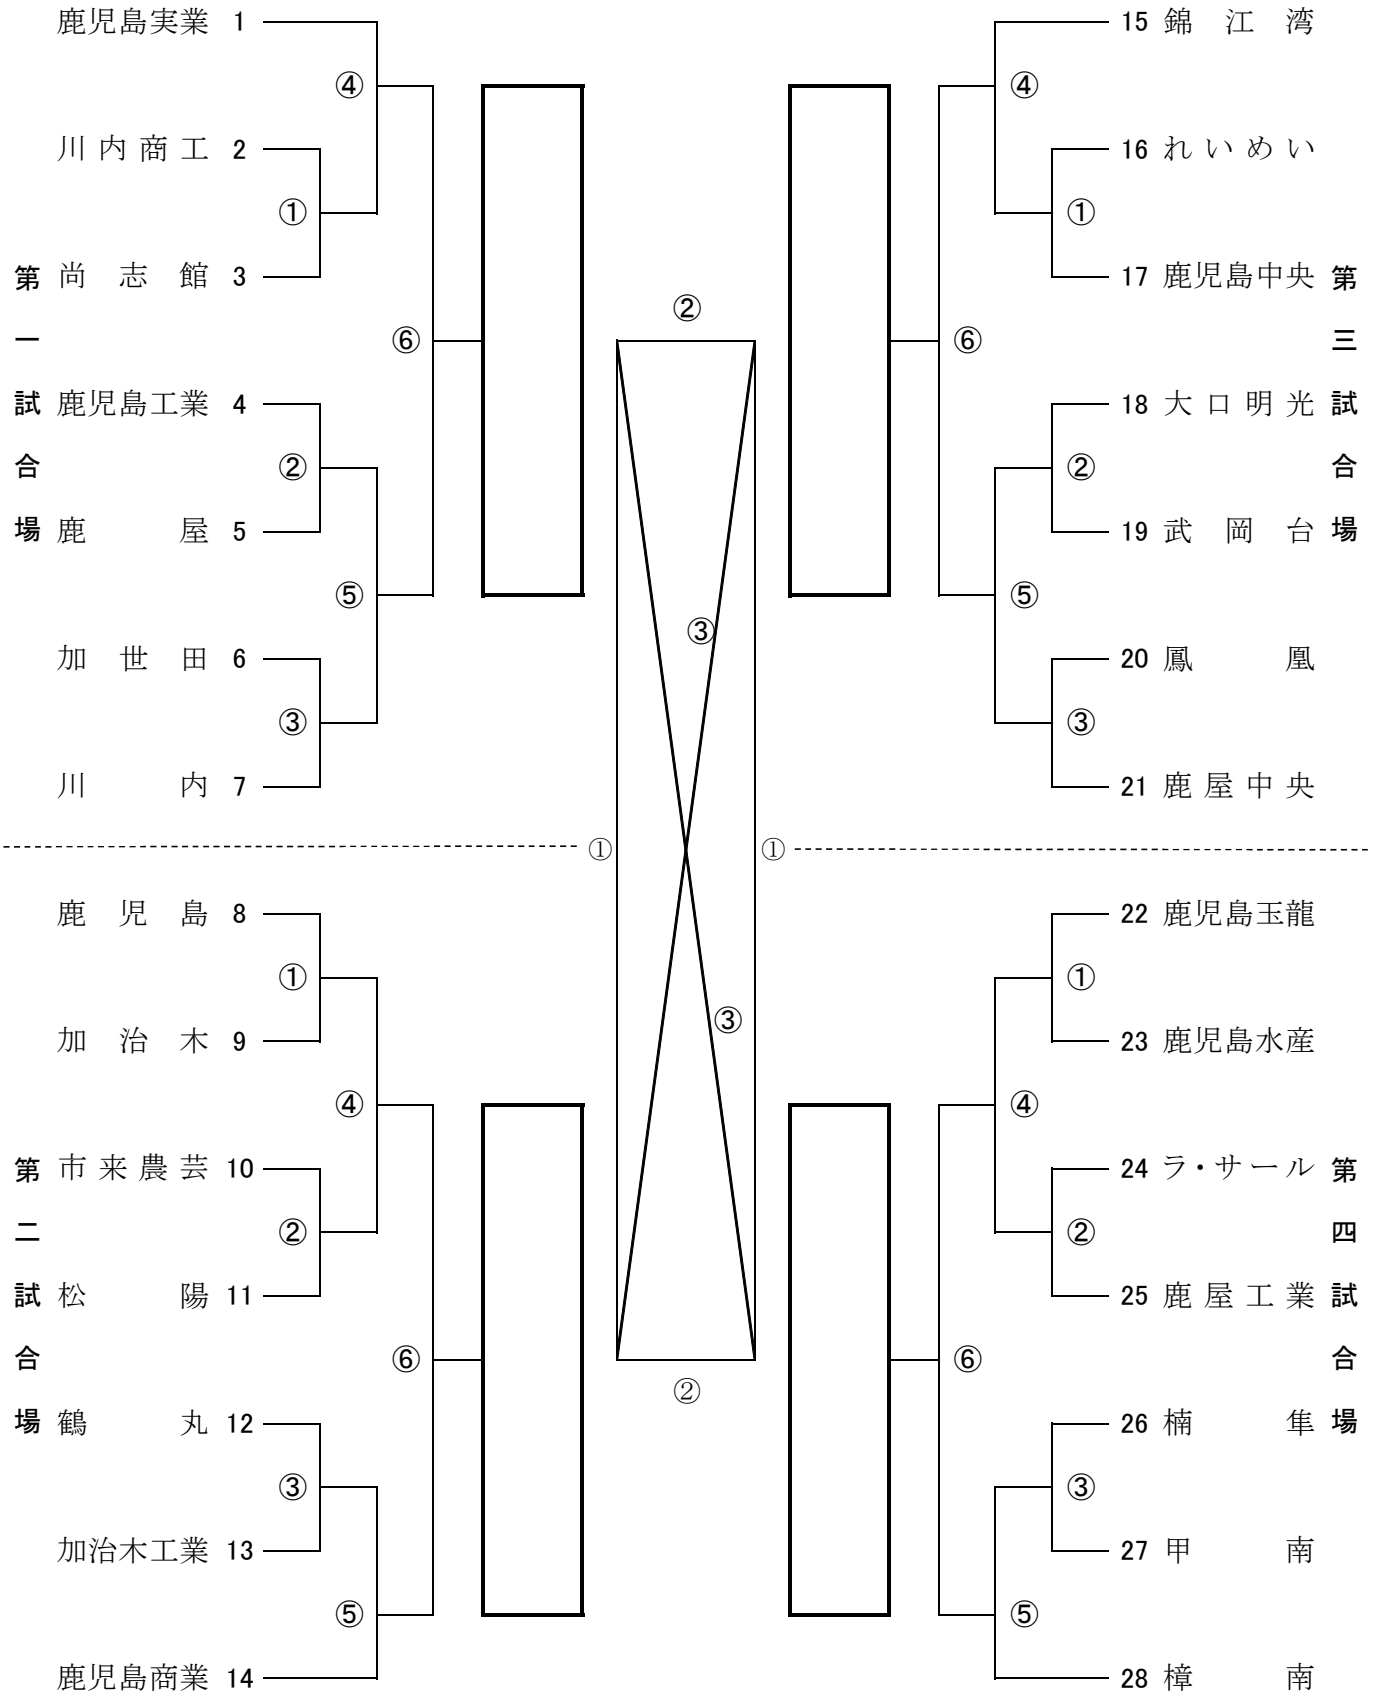 鹿児島実業 1
④
川内商工 2
①
尚志館 3
⑥
鹿児島工業 4
②
鹿屋 5
⑤
加世田 6
③
川内 7
第一試合場
鹿児島 8
①
加治木 9
④
市来農芸 10
②
松陽 11
⑥
鶴丸 12
③
加治木工業 13
⑤
鹿児島商業 14
第二試合場
②
③
①
①
③
②
15 錦江湾
④
16 れいめい
①
17 鹿児島中央
⑥
18 大口明光
②
19 武岡台
⑤
20 鳳凰
③
21 鹿屋中央
第三試合場
22 鹿児島玉龍
①
23 鹿児島水産
④
24 ラ・サール
②
25 鹿屋工業
⑥
26 楠隼
③
27 甲南
⑤
28 樟南
第四試合場